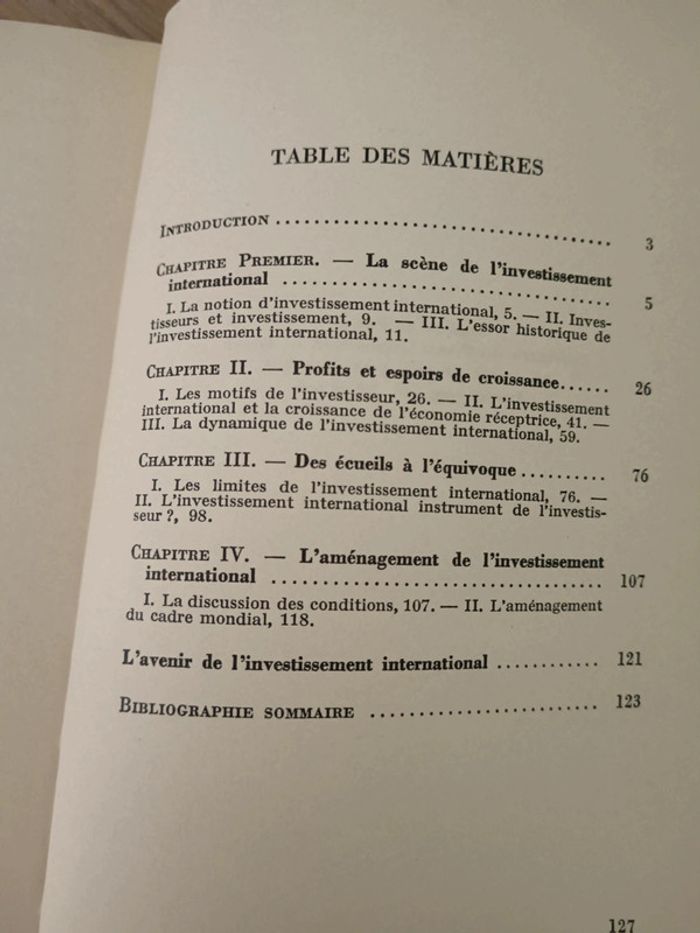 TABLE DES MATIÈRES
INTRODUCTION ........................................ 3
CHAPITRE PREMIER. — La scène de l'investissement
international ........................................ 5
I. La notion d'investissement international, 5. — II. Inves-
tisseurs et investissement, 9. — III. L'essor historique de
l'investissement international, 11.
CHAPITRE II. — Profits et espoirs de croissance...... 26
I. Les motifs de l'investisseur, 26. — II. L'investissement
international et la croissance de l'économie réceptrice, 41. —
III. La dynamique de l'investissement international, 59.
CHAPITRE III. — Des écueils à l'équivoque .......... 76
I. Les limites de l'investissement international, 76. —
II. L'investissement international instrument de l'investis-
seur ?, 98.
CHAPITRE IV. — L'aménagement de l'investissement
international ........................................ 107
I. La discussion des conditions, 107. — II. L'aménagement
du cadre mondial, 118.
L'avenir de l'investissement international ............ 121
BIBLIOGRAPHIE SOMMAIRE ........................... 123
127